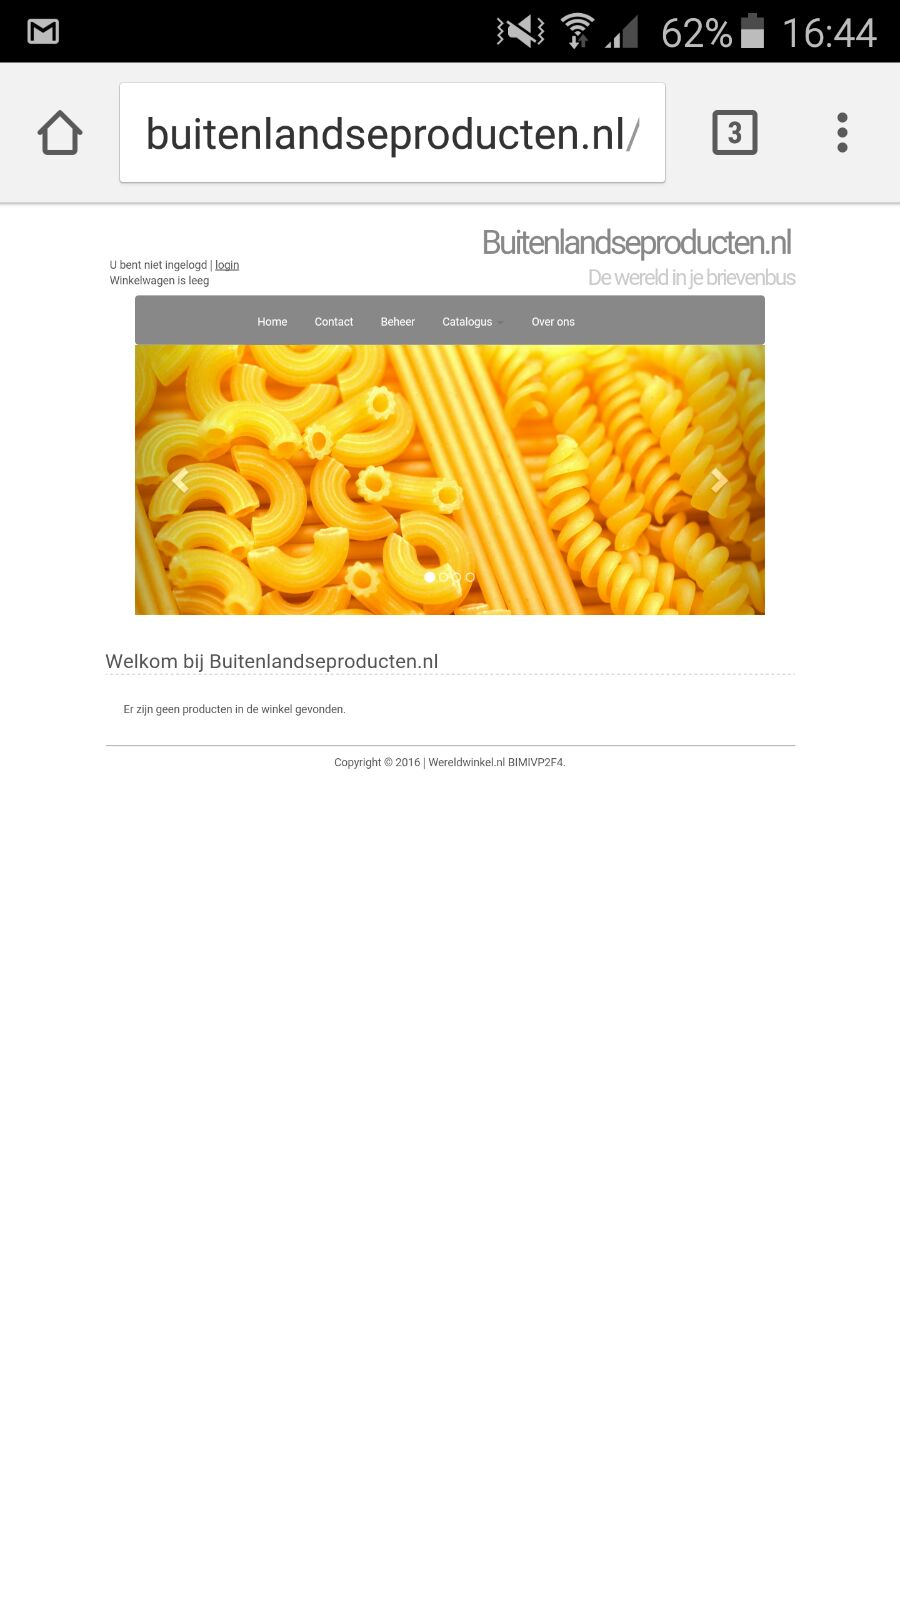 62% 16:44
buitenlandseproducten.nl/
3
Buitenlandseproducten.nl
De wereld in je brievenbus
U bent niet ingelogd | login
Winkelwagen is leeg
Home Contact Beheer Catalogus Over ons
Welkom bij Buitenlandseproducten.nl
Er zijn geen producten in de winkel gevonden.
Copyright © 2016 | Wereldwinkel.nl BIMIVP2F4.